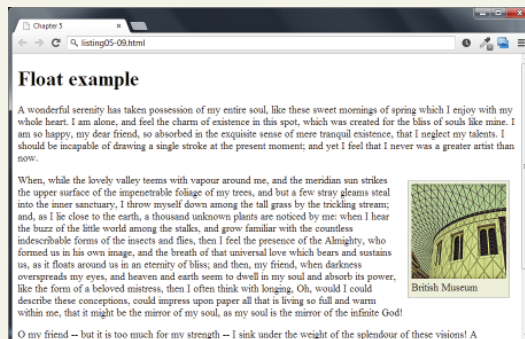 Chapter 5
listing05-09.html
Float example
A wonderful serenity has taken possession of my entire soul, like these sweet mornings of spring which I enjoy with my
whole heart. I am alone, and feel the charm of existence in this spot, which was created for the bliss of souls like mine. I
am so happy, my dear friend, so absorbed in the exquisite sense of mere tranquil existence, that I neglect my talents. I
should be incapable of drawing a single stroke at the present moment; and yet I feel that I never was a greater artist than
now.
When, while the lovely valley teems with vapour around me, and the meridian sun strikes
the upper surface of the impenetrable foliage of my trees, and but a few stray gleams steal
into the inner sanctuary, I throw myself down among the tall grass by the trickling stream;
and, as I lie close to the earth, a thousand unknown plants are noticed by me: when I hear
the buzz of the little world among the stalks, and grow familiar with the countless
indescribable forms of the insects and flies, then I feel the presence of the Almighty, who
formed us in his own image, and the breath of that universal love which bears and sustains
us, as it floats around us in an eternity of bliss; and then, my friend, when darkness
overspreads my eyes, and heaven and earth seem to dwell in my soul and absorb its power,
like the form of a beloved mistress, then I often think with longing, Oh, would I could
describe these conceptions, could impress upon paper all that is living so full and warm
within me, that it might be the mirror of my soul, as my soul is the mirror of the infinite God!
British Museum
O my friend -- but it is too much for my strength -- I sink under the weight of the splendour of these visions! A